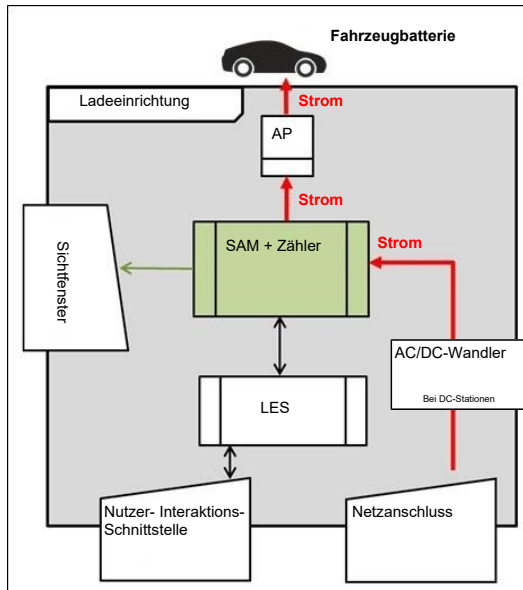 Fahrzeugbatterie
Ladeeinrichtung
Strom
AP
Strom
SAM + Zähler
Strom
Sichtfenster
AC/DC-Wandler
Bei DC-Stationen
LES
Nutzer- Interaktions-
Schnittstelle
Netzanschluss